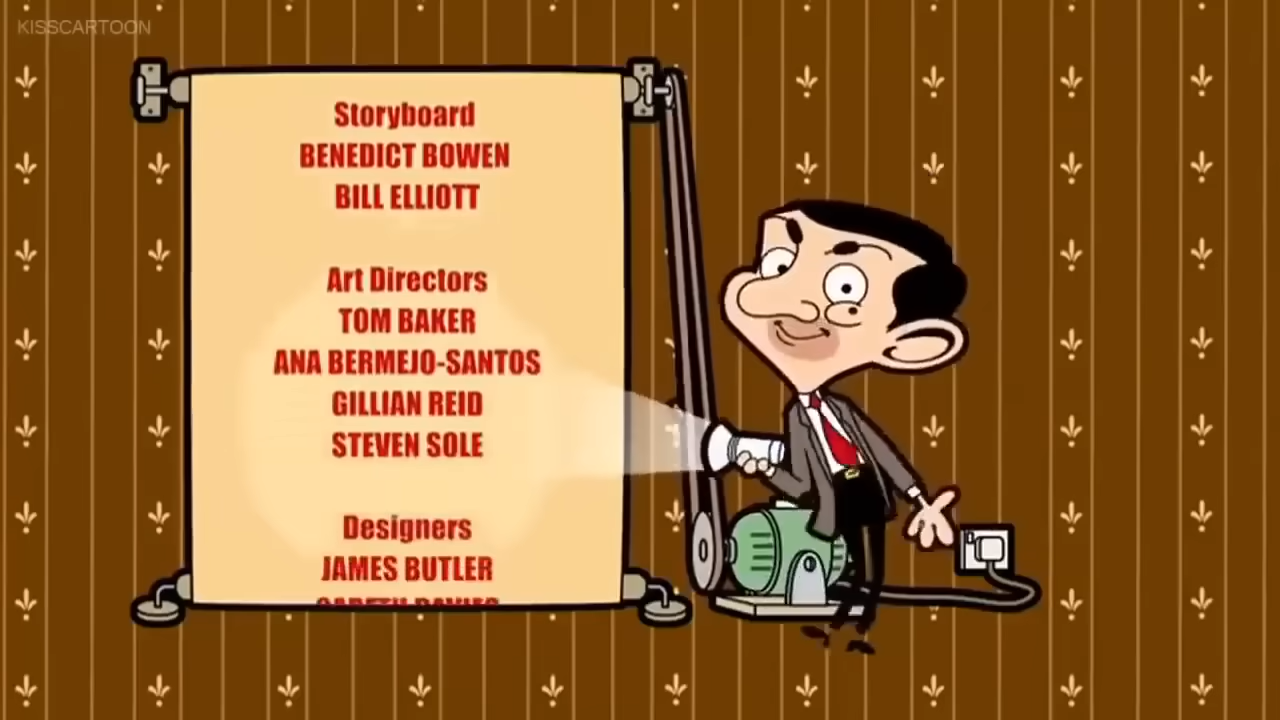 KISSCARTOON
Storyboard
BENEDICT BOWEN
BILL ELLIOTT
Art Directors
TOM BAKER
ANA BERMEJO-SANTOS
GILLIAN REID
STEVEN SOLE
Designers
JAMES BUTLER